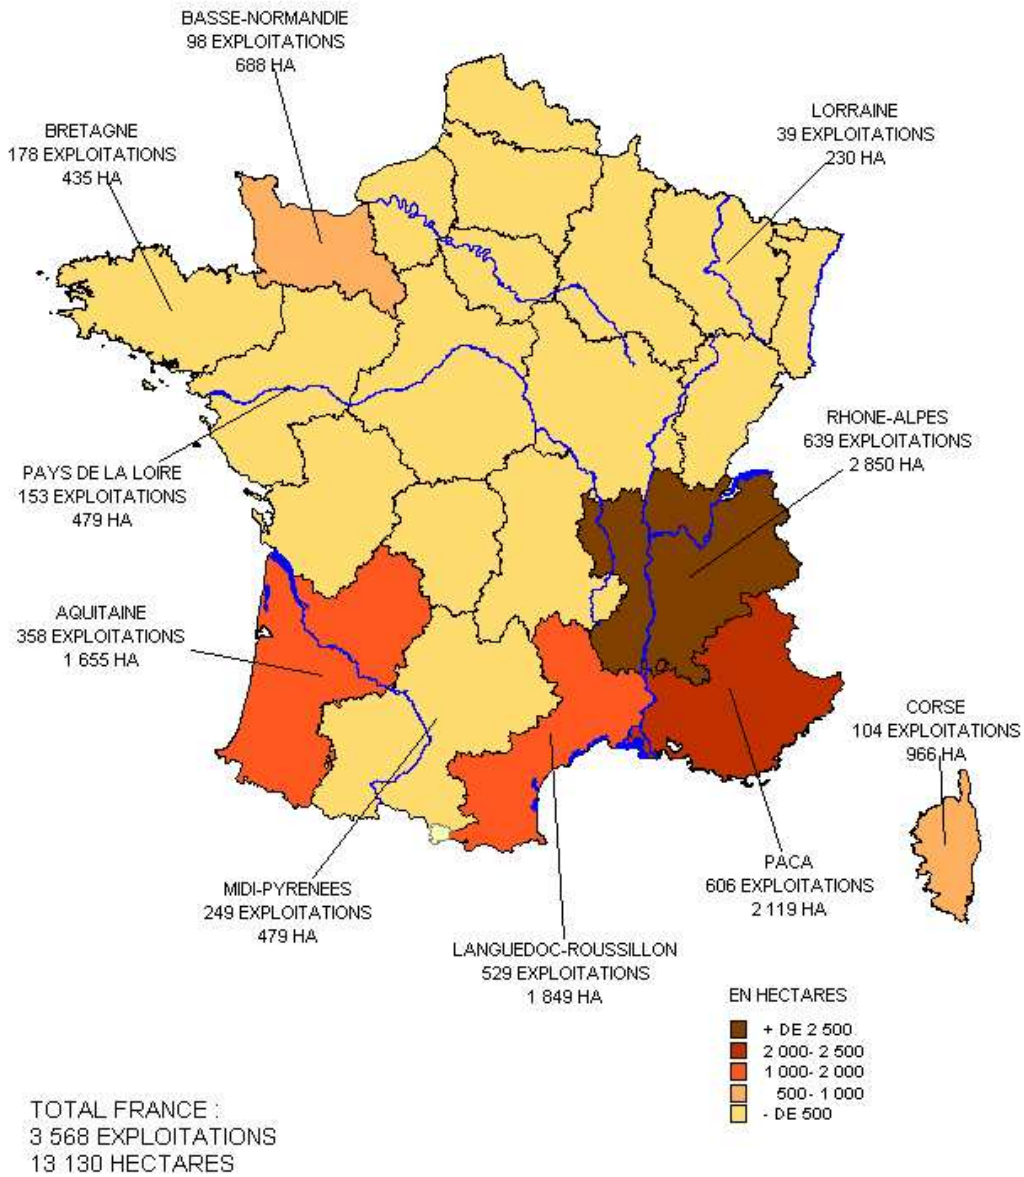 BASSE-NORMANDIE
98 EXPLOITATIONS
688 HA
LORRAINE
39 EXPLOITATIONS
230 HA
BRETAGNE
178 EXPLOITATIONS
435 HA
RHONE-ALPES
639 EXPLOITATIONS
2 850 HA
PAYS DE LA LOIRE
153 EXPLOITATIONS
479 HA
AQUITAINE
358 EXPLOITATIONS
1 655 HA
CORSE
104 EXPLOITATIONS
966 HA
PACA
606 EXPLOITATIONS
2 119 HA
MIDI-PYRENEES
249 EXPLOITATIONS
479 HA
LANGUEDOC-ROUSSILLON
529 EXPLOITATIONS
1 849 HA
EN HECTARES
+ DE 2 500
2 000- 2 500
1 000- 2 000
500- 1 000
- DE 500
TOTAL FRANCE :
3 568 EXPLOITATIONS
13 130 HECTARES